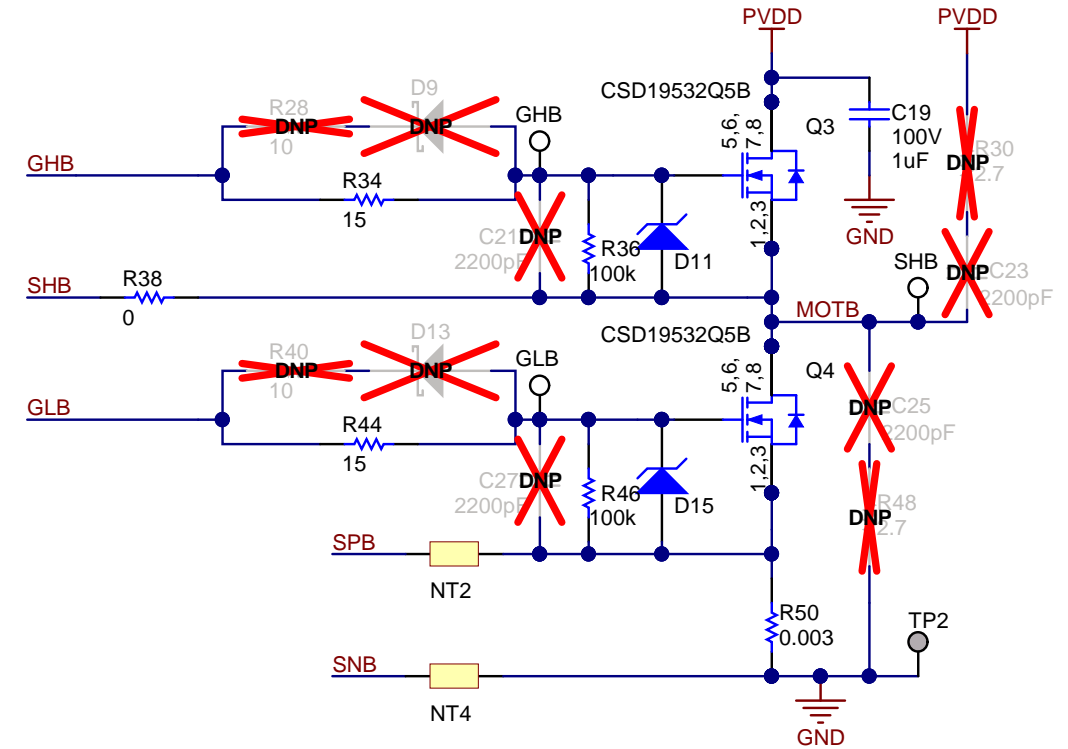 PVDD
PVDD
CSD19532Q5B
D9
R28
DNP
DNP
10
GHB
Q3
C19
100V
1uF
5,6,
7,8
GHB
R34
15
R30
DNP
2.7
1,2,3
GND
C21
DNP
2200pF
R36
100k
D11
SHB
R38
0
SHB
DNP
C23
2200pF
MOTB
CSD19532Q5B
D13
R40
DNP
DNP
10
GLB
Q4
5,6,
7,8
GLB
R44
15
DNP
C25
2200pF
1,2,3
C27
DNP
2200pF
R46
100k
D15
R48
DNP
2.7
SPB
NT2
R50
0.003
TP2
SNB
NT4
GND